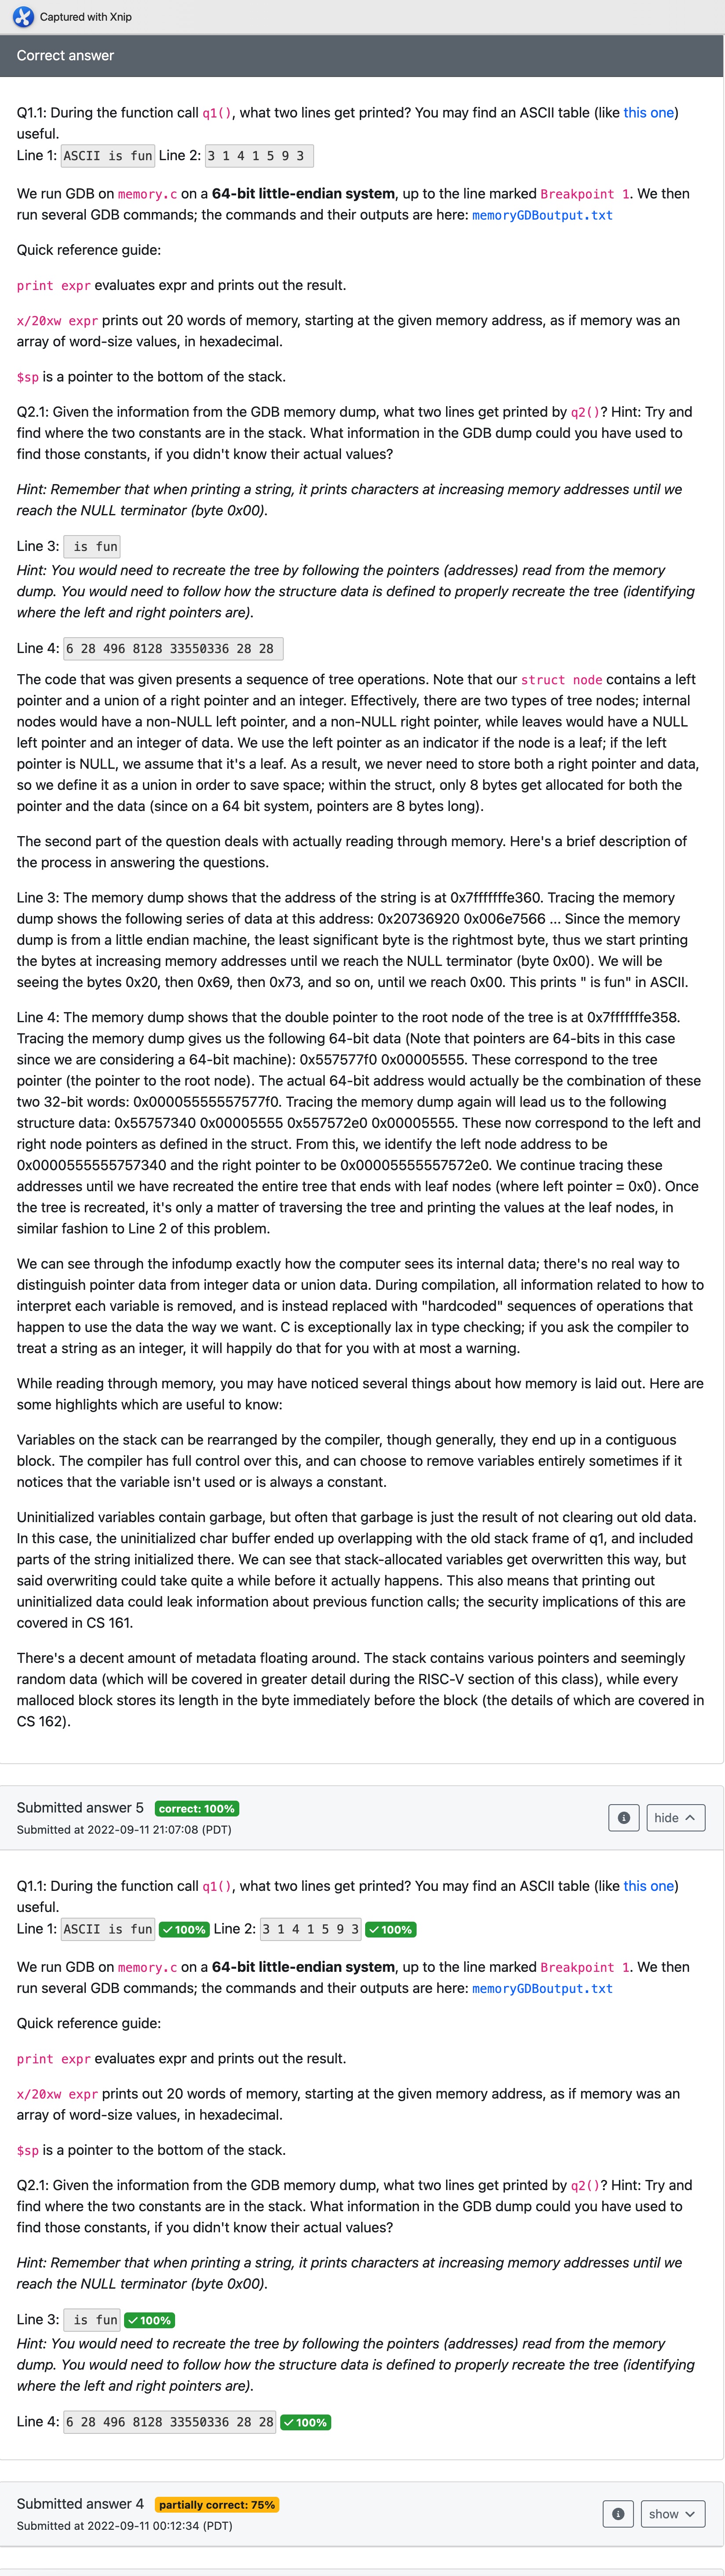 Captured with Xnip
Correct answer
Q1.1: During the function call q1(), what two lines get printed? You may find an ASCII table (like this one)
useful.
Line 1: ASCII is fun Line 2: 3 1 4 1 5 9 3
We run GDB on memory.c on a 64-bit little-endian system, up to the line marked Breakpoint 1. We then
run several GDB commands; the commands and their outputs are here: memoryGDBoutput.txt
Quick reference guide:
print expr evaluates expr and prints out the result.
x/20xw expr prints out 20 words of memory, starting at the given memory address, as if memory was an
array of word-size values, in hexadecimal.
$sp is a pointer to the bottom of the stack.
Q2.1: Given the information from the GDB memory dump, what two lines get printed by q2()? Hint: Try and
find where the two constants are in the stack. What information in the GDB dump could you have used to
find those constants, if you didn't know their actual values?
Hint: Remember that when printing a string, it prints characters at increasing memory addresses until we
reach the NULL terminator (byte 0x00).
Line 3: is fun
Hint: You would need to recreate the tree by following the pointers (addresses) read from the memory
dump. You would need to follow how the structure data is defined to properly recreate the tree (identifying
where the left and right pointers are).
Line 4: 6 28 496 8128 33550336 28 28
The code that was given presents a sequence of tree operations. Note that our struct node contains a left
pointer and a union of a right pointer and an integer. Effectively, there are two types of tree nodes; internal
nodes would have a non-NULL left pointer, and a non-NULL right pointer, while leaves would have a NULL
left pointer and an integer of data. We use the left pointer as an indicator if the node is a leaf; if the left
pointer is NULL, we assume that it's a leaf. As a result, we never need to store both a right pointer and data,
so we define it as a union in order to save space; within the struct, only 8 bytes get allocated for both the
pointer and the data (since on a 64 bit system, pointers are 8 bytes long).
The second part of the question deals with actually reading through memory. Here's a brief description of
the process in answering the questions.
Line 3: The memory dump shows that the address of the string is at 0x7fffffffe360. Tracing the memory
dump shows the following series of data at this address: 0x20736920 0x006e7566 ... Since the memory
dump is from a little endian machine, the least significant byte is the rightmost byte, thus we start printing
the bytes at increasing memory addresses until we reach the NULL terminator (byte 0x00). We will be
seeing the bytes 0x20, then 0x69, then 0x73, and so on, until we reach 0x00. This prints " is fun" in ASCII.
Line 4: The memory dump shows that the double pointer to the root node of the tree is at 0x7fffffffe358.
Tracing the memory dump gives us the following 64-bit data (Note that pointers are 64-bits in this case
since we are considering a 64-bit machine): 0x557577f0 0x00005555. These correspond to the tree
pointer (the pointer to the root node). The actual 64-bit address would actually be the combination of these
two 32-bit words: 0x00005555557577f0. Tracing the memory dump again will lead us to the following
structure data: 0x55757340 0x00005555 0x557572e0 0x00005555. These now correspond to the left and
right node pointers as defined in the struct. From this, we identify the left node address to be
0x0000555555757340 and the right pointer to be 0x00005555557572e0. We continue tracing these
addresses until we have recreated the entire tree that ends with leaf nodes (where left pointer = 0x0). Once
the tree is recreated, it's only a matter of traversing the tree and printing the values at the leaf nodes, in
similar fashion to Line 2 of this problem.
We can see through the infodump exactly how the computer sees its internal data; there's no real way to
distinguish pointer data from integer data or union data. During compilation, all information related to how to
interpret each variable is removed, and is instead replaced with "hardcoded" sequences of operations that
happen to use the data the way we want. C is exceptionally lax in type checking; if you ask the compiler to
treat a string as an integer, it will happily do that for you with at most a warning.
While reading through memory, you may have noticed several things about how memory is laid out. Here are
some highlights which are useful to know:
Variables on the stack can be rearranged by the compiler, though generally, they end up in a contiguous
block. The compiler has full control over this, and can choose to remove variables entirely sometimes if it
notices that the variable isn't used or is always a constant.
Uninitialized variables contain garbage, but often that garbage is just the result of not clearing out old data.
In this case, the uninitialized char buffer ended up overlapping with the old stack frame of q1, and included
parts of the string initialized there. We can see that stack-allocated variables get overwritten this way, but
said overwriting could take quite a while before it actually happens. This also means that printing out
uninitialized data could leak information about previous function calls; the security implications of this are
covered in CS 161.
There's a decent amount of metadata floating around. The stack contains various pointers and seemingly
random data (which will be covered in greater detail during the RISC-V section of this class), while every
malloced block stores its length in the byte immediately before the block (the details of which are covered in
CS 162).
Submitted answer 5 correct: 100%
hide
Submitted at 2022-09-11 21:07:08 (PDT)
Q1.1: During the function call q1(), what two lines get printed? You may find an ASCII table (like this one)
useful.
Line 1: ASCII is fun ✓100% Line 2: 3 1 4 1 5 9 3 ✓100%
We run GDB on memory.c on a 64-bit little-endian system, up to the line marked Breakpoint 1. We then
run several GDB commands; the commands and their outputs are here: memoryGDBoutput.txt
Quick reference guide:
print expr evaluates expr and prints out the result.
x/20xw expr prints out 20 words of memory, starting at the given memory address, as if memory was an
array of word-size values, in hexadecimal.
$sp is a pointer to the bottom of the stack.
Q2.1: Given the information from the GDB memory dump, what two lines get printed by q2()? Hint: Try and
find where the two constants are in the stack. What information in the GDB dump could you have used to
find those constants, if you didn't know their actual values?
Hint: Remember that when printing a string, it prints characters at increasing memory addresses until we
reach the NULL terminator (byte 0x00).
Line 3: is fun ✓100%
Hint: You would need to recreate the tree by following the pointers (addresses) read from the memory
dump. You would need to follow how the structure data is defined to properly recreate the tree (identifying
where the left and right pointers are).
Line 4: 6 28 496 8128 33550336 28 28 ✓100%
Submitted answer 4 partially correct: 75%
show
Submitted at 2022-09-11 00:12:34 (PDT)